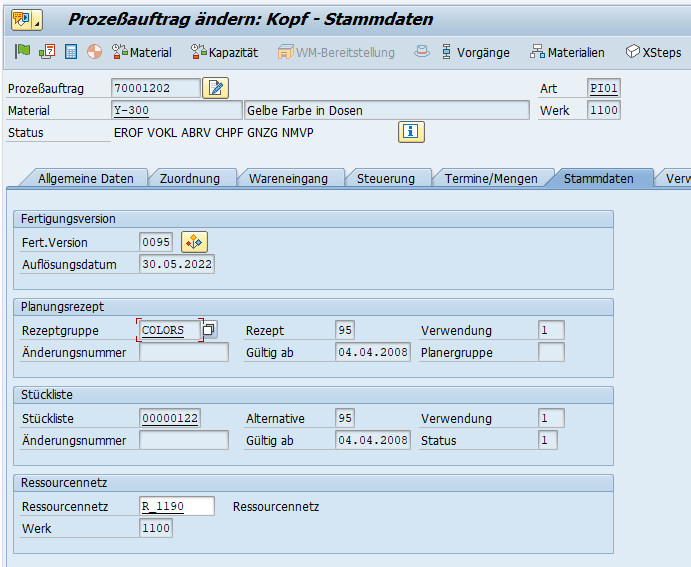 Prozeßauftrag ändern: Kopf - Stammdaten
Material Kapazität WM-Bereitstellung Vorgänge Materialien XSteps
Prozeßauftrag 70001202 Art PI01
Material Y-300 Gelbe Farbe in Dosen Werk 1100
Status EROF VOKL ABRV CHPF GNZG NMVP
Allgemeine Daten Zuordnung Wareneingang Steuerung Termine/Mengen Stammdaten Verw
Fertigungsversion
Fert.Version 0095
Auflösungsdatum 30.05.2022
Planungsrezept
Rezeptgruppe COLORS Rezept 95 Verwendung 1
Änderungsnummer Gültig ab 04.04.2008 Planergruppe
Stückliste
Stückliste 00000122 Alternative 95 Verwendung 1
Änderungsnummer Gültig ab 04.04.2008 Status 1
Ressourcennetz
Ressourcennetz R_1190 Ressourcennetz
Werk 1100